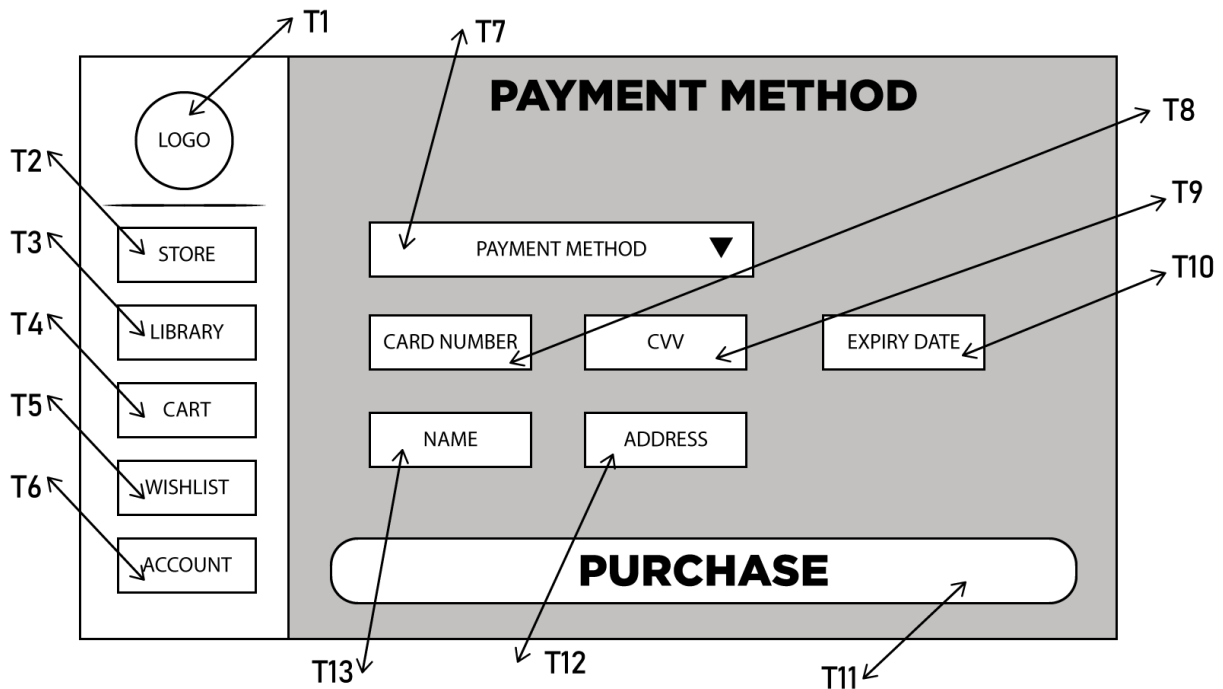 T1
T7
PAYMENT METHOD
T8
LOGO
T2
T9
STORE
T3
PAYMENT METHOD
T10
LIBRARY
T4
CARD NUMBER
CVV
EXPIRY DATE
CART
T5
NAME
ADDRESS
WISHLIST
T6
ACCOUNT
PURCHASE
T13
T12
T11